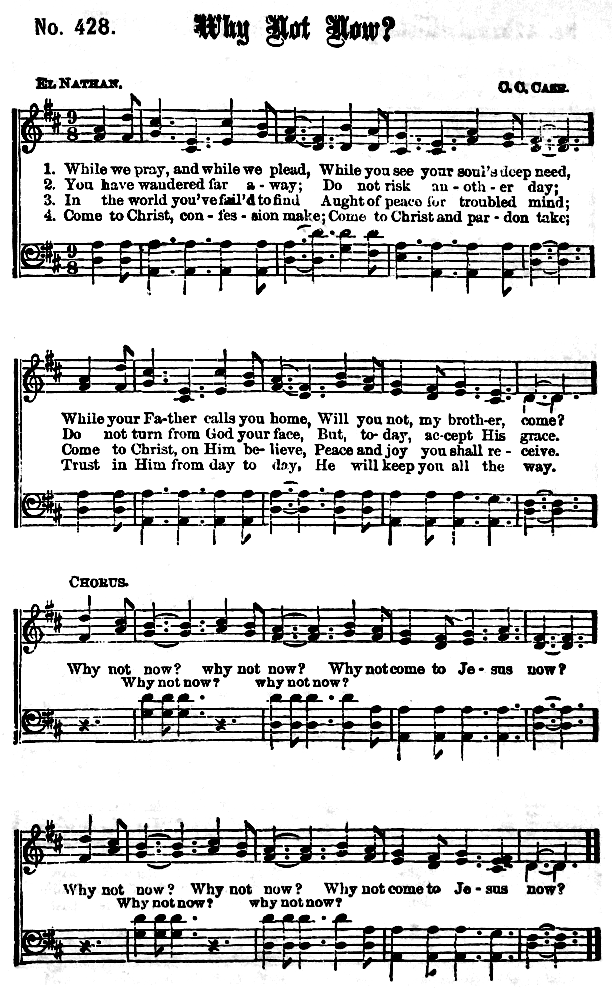 No. 428. Why Not Now?
El Nathan. C. C. Case.
1. While we pray, and while we plead, While you see your soul's deep need,
2. You have wandered far a - way; Do not risk an - oth - er day;
3. In the world you've fail'd to find Aught of peace for troubled mind;
4. Come to Christ, con - fes - sion make; Come to Christ and par - don take;
While your Fa-ther calls you home, Will you not, my broth-er, come?
Do not turn from God your face, But, to-day, ac-cept His grace.
Come to Christ, on Him be-lieve, Peace and joy you shall re - ceive.
Trust in Him from day to day, He will keep you all the way.
Chorus.
Why not now? why not now? Why not come to Je - sus now?
Why not now? why not now?
Why not now? Why not now? Why not come to Je - sus now?
Why not now? why not now?